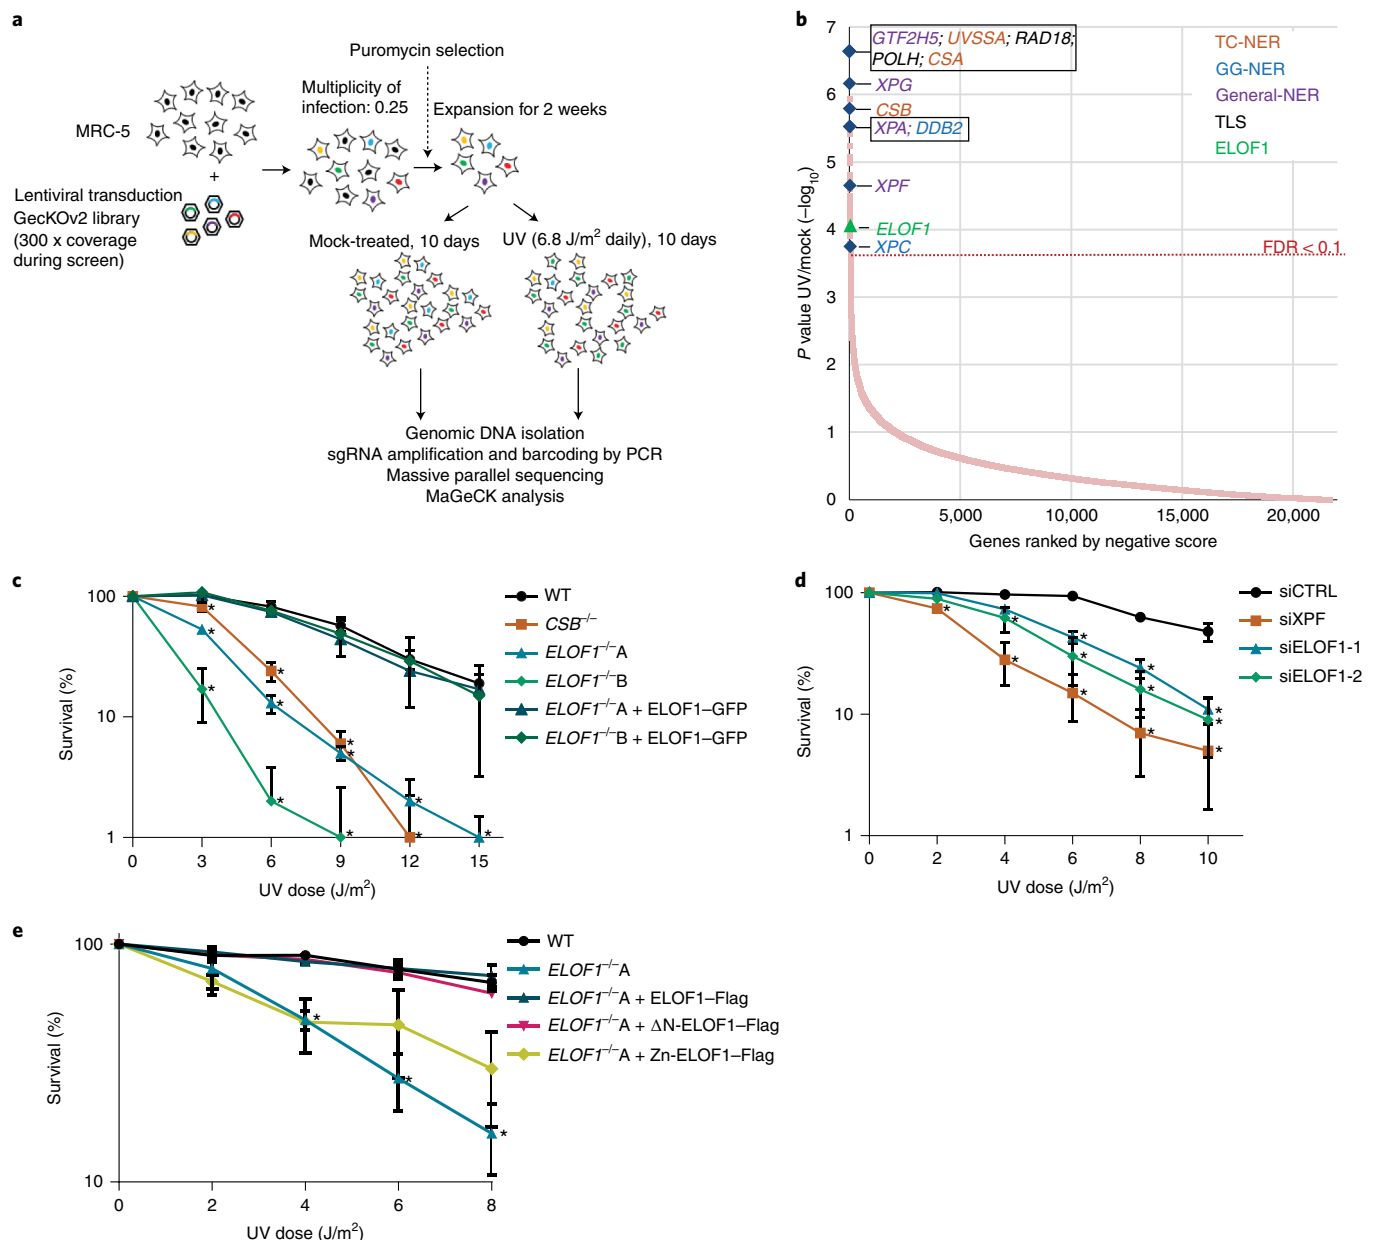 a
Puromycin selection
Multiplicity of
infection: 0.25
Expansion for 2 weeks
MRC-5
+
Lentiviral transduction
GecKOv2 library
(300 x coverage
during screen)
Mock-treated, 10 days
UV (6.8 J/m² daily), 10 days
Genomic DNA isolation
sgRNA amplification and barcoding by PCR
Massive parallel sequencing
MaGeCK analysis
b
P value UV/mock (−log₁₀)
7
6
5
4
3
2
1
0
GTF2H5; UVSSA; RAD18;
POLH; CSA
XPG
CSB
XPA; DDB2
XPF
ELOF1
XPC
TC-NER
GG-NER
General-NER
TLS
ELOF1
FDR < 0.1
0
5,000
10,000
15,000
20,000
Genes ranked by negative score
c
Survival (%)
100
10
1
* * * * * * * * * * * *
0
3
6
9
12
15
UV dose (J/m²)
WT
CSB⁻/⁻
ELOF1⁻/⁻A
ELOF1⁻/⁻B
ELOF1⁻/⁻A + ELOF1–GFP
ELOF1⁻/⁻B + ELOF1–GFP
d
Survival (%)
100
10
1
* * * * * * * * * * * *
0
2
4
6
8
10
UV dose (J/m²)
siCTRL
siXPF
siELOF1-1
siELOF1-2
e
Survival (%)
100
10
* * *
0
2
4
6
8
UV dose (J/m²)
WT
ELOF1⁻/⁻A
ELOF1⁻/⁻A + ELOF1–Flag
ELOF1⁻/⁻A + ΔN-ELOF1–Flag
ELOF1⁻/⁻A + Zn-ELOF1–Flag